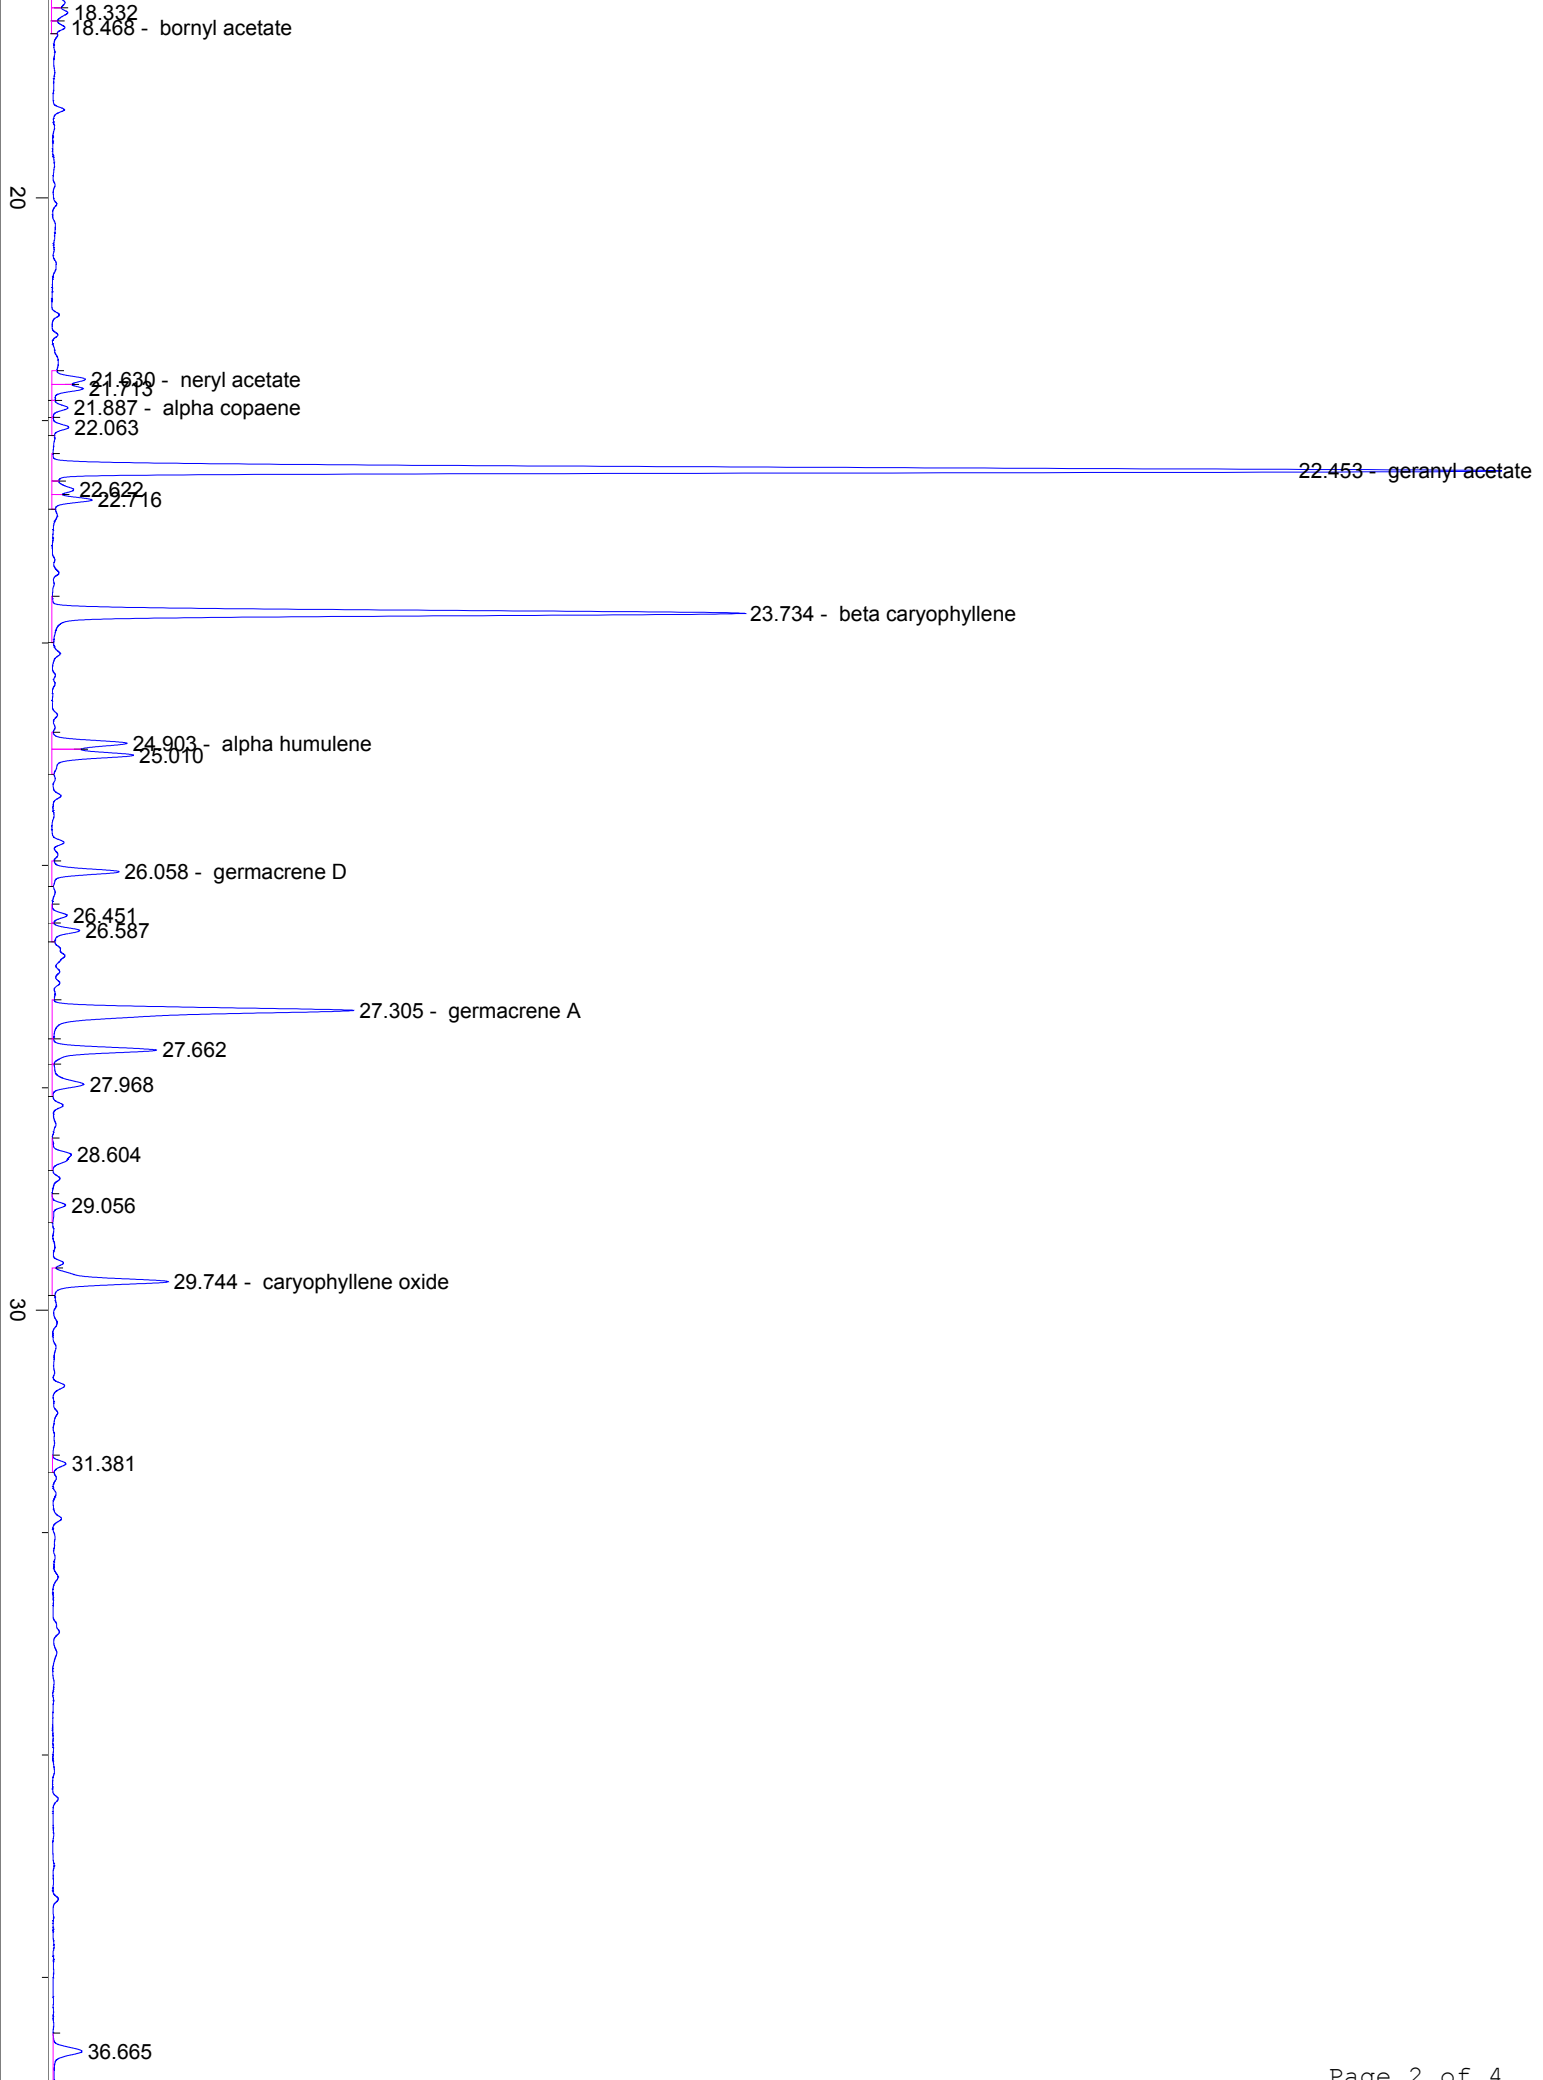 18.332
18.468 - bornyl acetate
20
21.630 - neryl acetate
21.713
21.887 - alpha copaene
22.063
22.453 - geranyl acetate
22.622
22.716
23.734 - beta caryophyllene
24.903 - alpha humulene
25.010
26.058 - germacrene D
26.451
26.587
27.305 - germacrene A
27.662
27.968
28.604
29.056
29.744 - caryophyllene oxide
30
31.381
36.665
Page 2 of 4